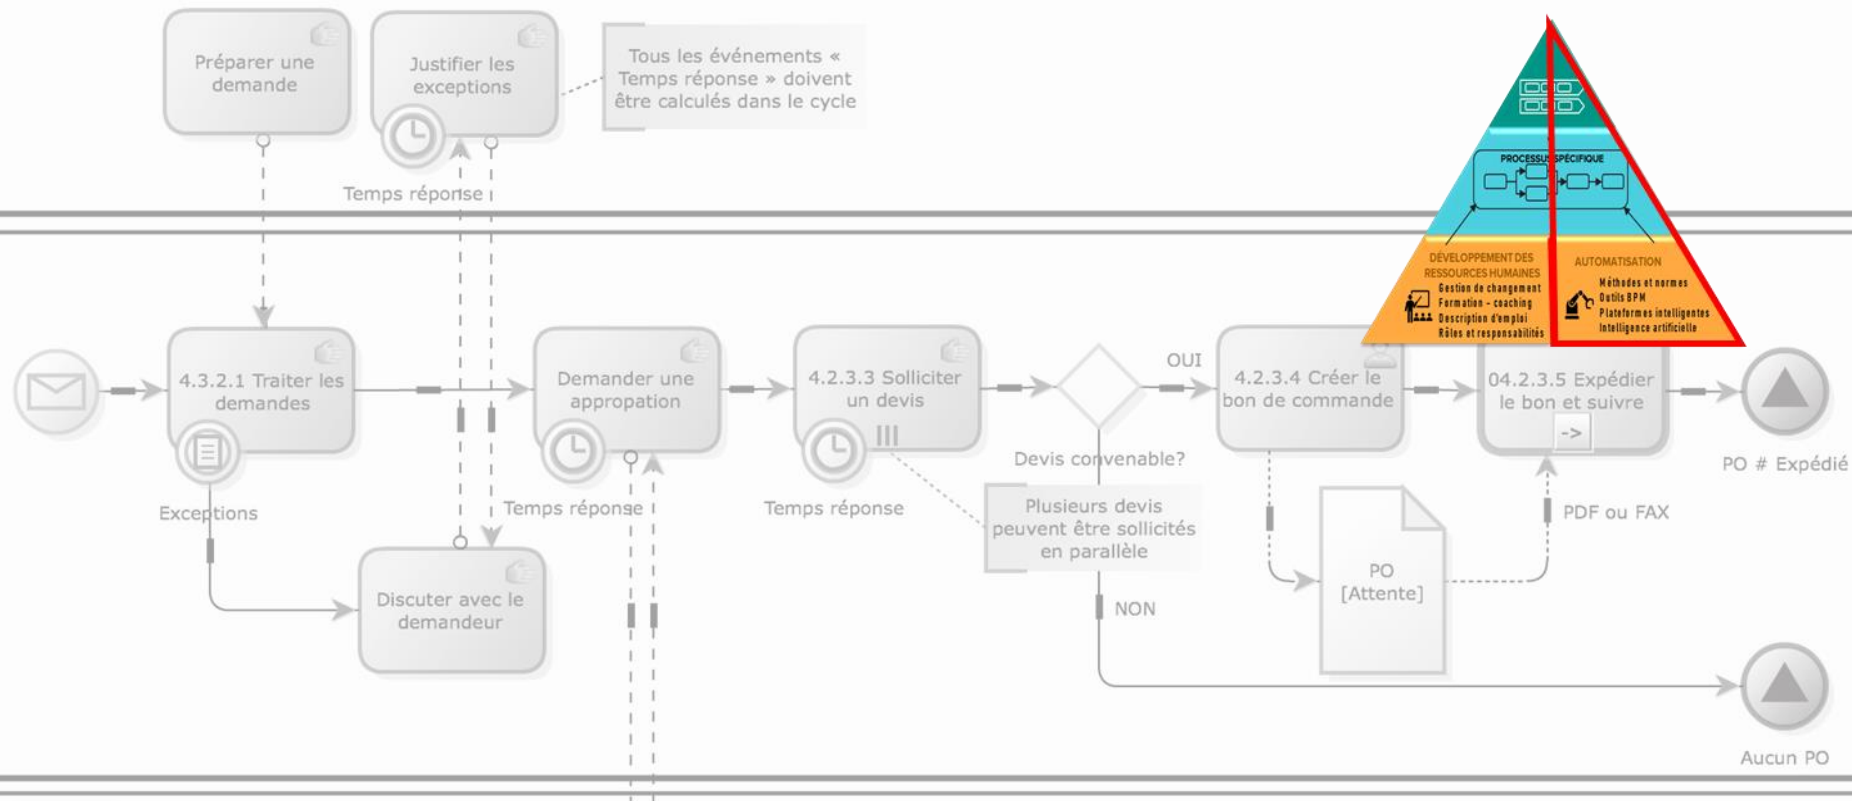 Préparer une
demande
Justifier les
exceptions
Tous les événements «
Temps réponse » doivent
être calculés dans le cycle
Temps réponse
PROCESSUS SPÉCIFIQUE
DÉVELOPPEMENT DES
RESSOURCES HUMAINES
Gestion de changement
Formation - coaching
Description d'emploi
Rôles et responsabilités
AUTOMATISATION
Méthodes et normes
Outils BPM
Plateformes intelligentes
Intelligence artificielle
4.3.2.1 Traiter les
demandes
Exceptions
Demander une
appropation
Temps réponse
4.2.3.3 Solliciter
un devis
Temps réponse
OUI
Devis convenable?
Plusieurs devis
peuvent être sollicités
en parallèle
NON
4.2.3.4 Créer le
bon de commande
04.2.3.5 Expédier
le bon et suivre
->
PO # Expédié
PDF ou FAX
PO
[Attente]
Discuter avec le
demandeur
Aucun PO